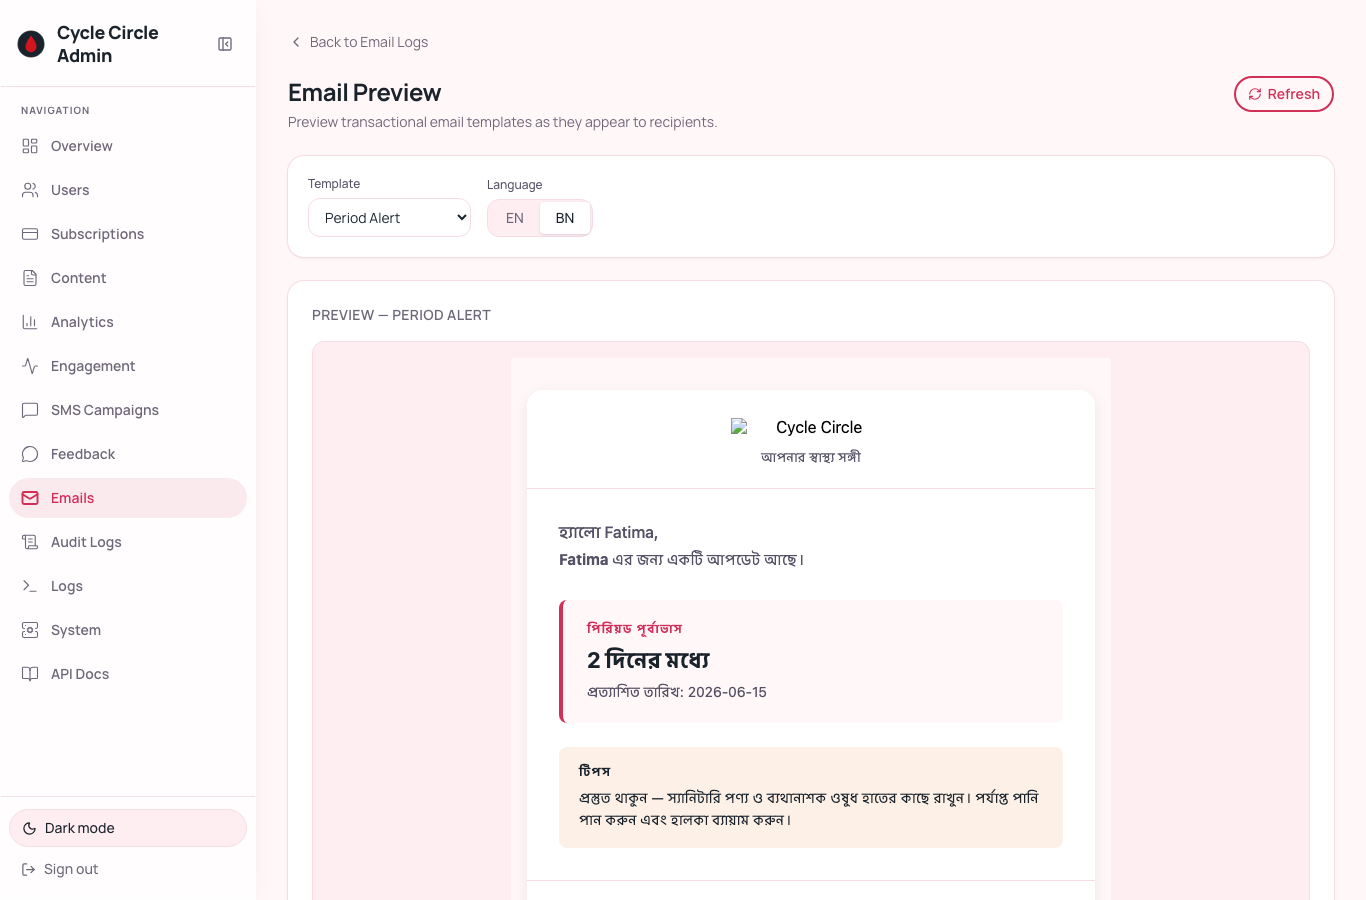 Cycle Circle
Admin
NAVIGATION
Overview
Users
Subscriptions
Content
Analytics
Engagement
SMS Campaigns
Feedback
Emails
Audit Logs
Logs
System
API Docs
Dark mode
Sign out
Back to Email Logs
Email Preview
Refresh
Preview transactional email templates as they appear to recipients.
Template
Language
Period Alert
EN
BN
PREVIEW — PERIOD ALERT
Cycle Circle
আপনার স্বাস্থ্য সঙ্গী
হ্যালো Fatima,
Fatima এর জন্য একটি আপডেট আছে।
পিরিয়ড পূর্বাভাস
2 দিনের মধ্যে
প্রত্যাশিত তারিখ: 2026-06-15
টিপস
প্রস্তুত থাকুন — স্যানিটারি পণ্য ও ব্যথানাশক ওষুধ হাতের কাছে রাখুন। পর্যাপ্ত পানি
পান করুন এবং হালকা ব্যায়াম করুন।